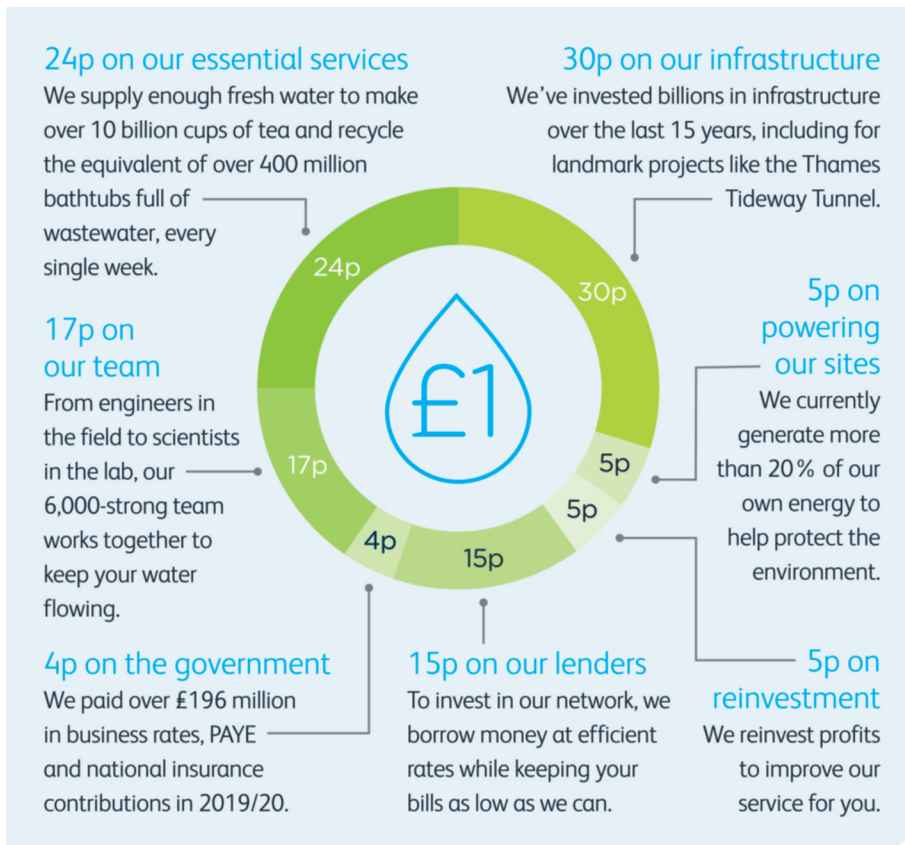 24p on our essential services
We supply enough fresh water to make
over 10 billion cups of tea and recycle
the equivalent of over 400 million
bathtubs full of
wastewater, every
single week.
30p on our infrastructure
We've invested billions in infrastructure
over the last 15 years, including for
landmark projects like the Thames
Tideway Tunnel.
24p
30p
£1
17p
5p
5p
4p
15p
17p on
our team
From engineers in
the field to scientists
in the lab, our
6,000-strong team
works together to
keep your water
flowing.
5p on
powering
our sites
We currently
generate more
than 20% of our
own energy to
help protect the
environment.
4p on the government
We paid over £196 million
in business rates, PAYE
and national insurance
contributions in 2019/20.
15p on our lenders
To invest in our network, we
borrow money at efficient
rates while keeping your
bills as low as we can.
5p on
reinvestment
We reinvest profits
to improve our
service for you.